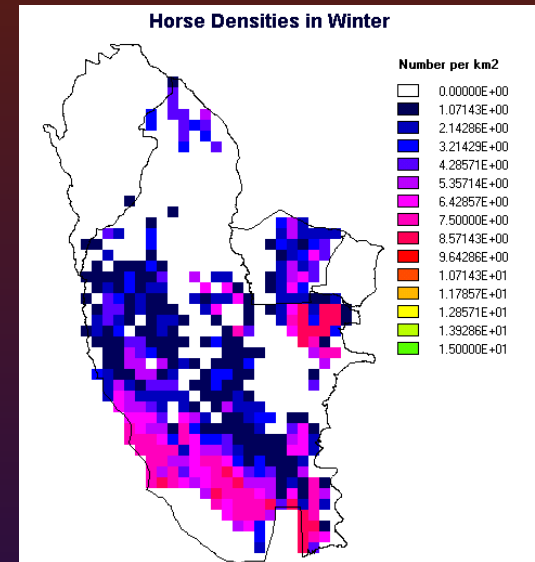 Horse Densities in Winter
Number per km2
0.00000E+00
1.07143E+00
2.14286E+00
3.21429E+00
4.28571E+00
5.35714E+00
6.42857E+00
7.50000E+00
8.57143E+00
9.64286E+00
1.07143E+01
1.17857E+01
1.28571E+01
1.39286E+01
1.50000E+01